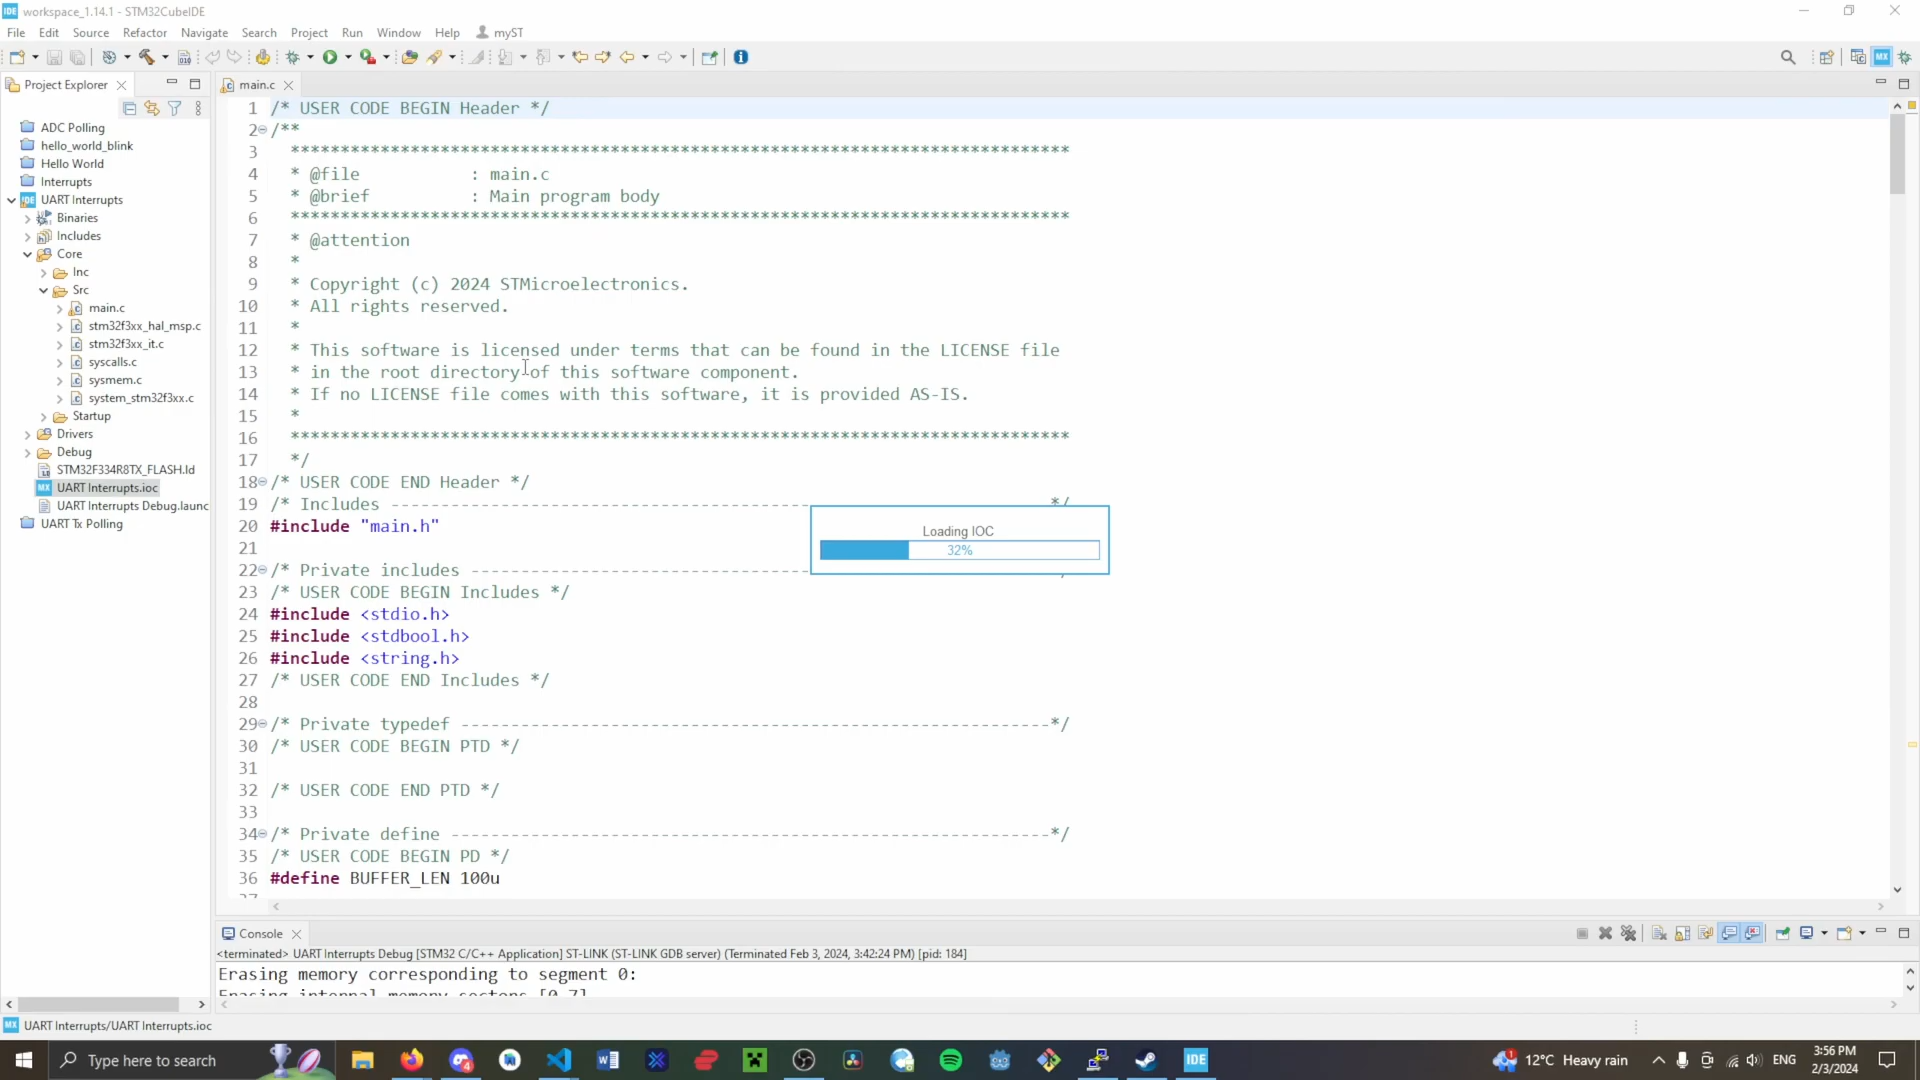 IDE workspace_1.14.1 - STM32CubeIDE
File Edit Source Refactor Navigate Search Project Run Window Help myST
Project Explorer
main.c
ADC Polling
hello_world_blink
Hello World
Interrupts
UART Interrupts
Binaries
Includes
Core
Inc
Src
main.c
stm32f3xx_hal_msp.c
stm32f3xx_it.c
syscalls.c
sysmem.c
system_stm32f3xx.c
Startup
Drivers
Debug
STM32F334R8TX_FLASH.ld
MX UART Interrupts.ioc
UART Interrupts Debug.launc
UART Tx Polling
1 /* USER CODE BEGIN Header */
2 /**
3 ******************************************************************************
4 * @file : main.c
5 * @brief : Main program body
6 ******************************************************************************
7 * @attention
8 *
9 * Copyright (c) 2024 STMicroelectronics.
10 * All rights reserved.
11 *
12 * This software is licensed under terms that can be found in the LICENSE file
13 * in the root directory of this software component.
14 * If no LICENSE file comes with this software, it is provided AS-IS.
15 *
16 ******************************************************************************
17 */
18 /* USER CODE END Header */
19 /* Includes ------------------------------------------ */
20 #include "main.h"
21
22 /* Private includes ----------------------------------
23 /* USER CODE BEGIN Includes */
24 #include <stdio.h>
25 #include <stdbool.h>
26 #include <string.h>
27 /* USER CODE END Includes */
28
29 /* Private typedef -----------------------------------------------------------*/
30 /* USER CODE BEGIN PTD */
31
32 /* USER CODE END PTD */
33
34 /* Private define ------------------------------------------------------------*/
35 /* USER CODE BEGIN PD */
36 #define BUFFER_LEN 100u
Loading IOC
32%
Console
<terminated> UART Interrupts Debug [STM32 C/C++ Application] ST-LINK (ST-LINK GDB server) (Terminated Feb 3, 2024, 3:42:24 PM) [pid: 184]
Erasing memory corresponding to segment 0:
Erasing internal memory sectors [0 7]
MX UART Interrupts/UART Interrupts.ioc
Type here to search
IDE
12°C Heavy rain
ENG
3:56 PM
2/3/2024